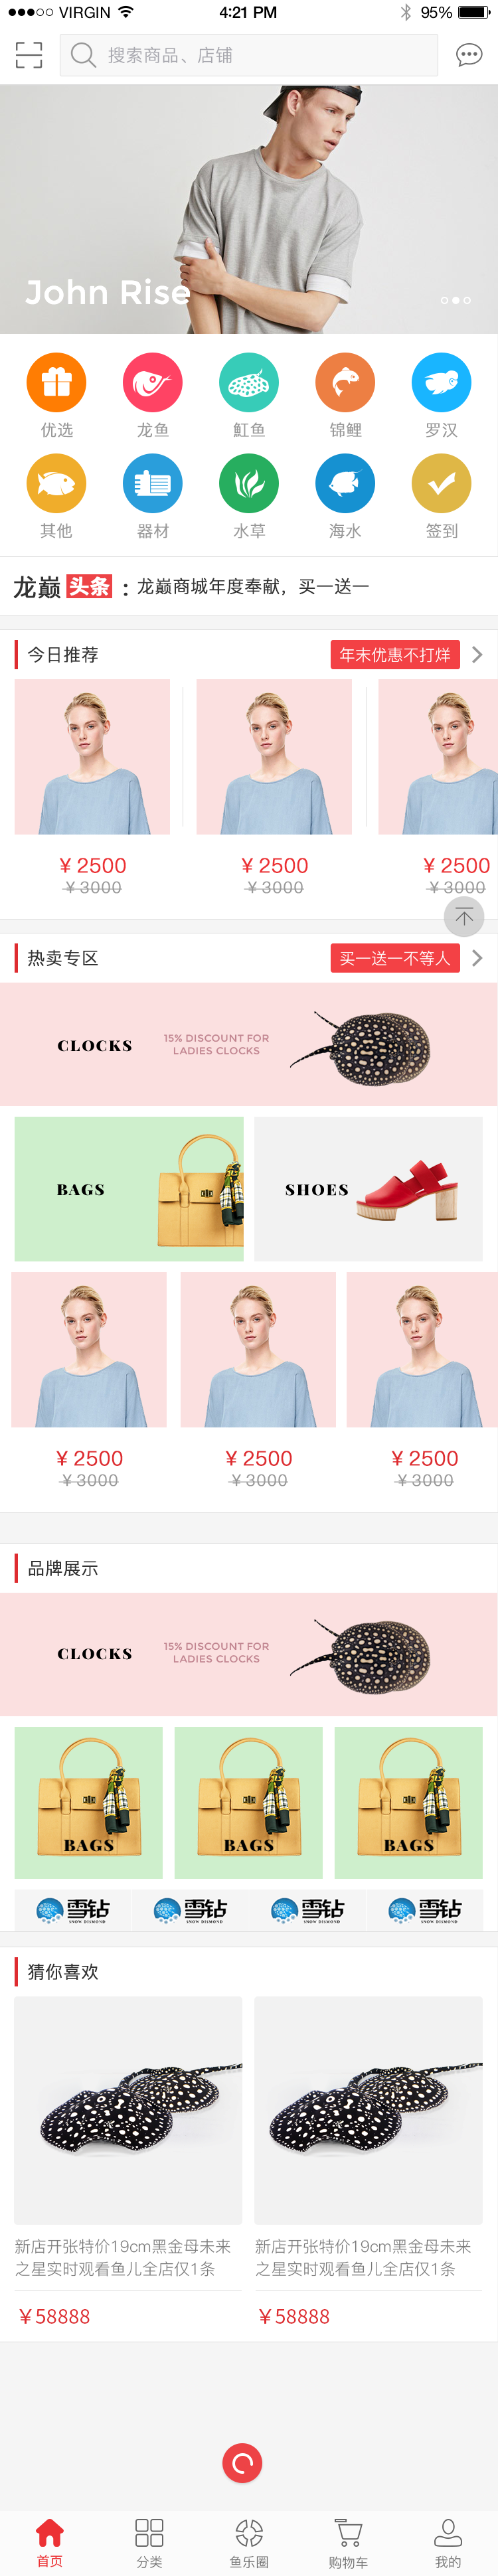 VIRGIN 4:21 PM 95%
搜索商品、店铺
John Rise
优选 龙鱼 魟鱼 锦鲤 罗汉
其他 器材 水草 海水 签到
龙巅 头条 : 龙巅商城年度奉献，买一送一
今日推荐 年末优惠不打烊
¥ 2500 ¥ 2500 ¥ 2500
¥ 3000 ¥ 3000 ¥ 3000
热卖专区 买一送一不等人
CLOCKS
15% DISCOUNT FOR
LADIES CLOCKS
BAGS SHOES
¥ 2500 ¥ 2500 ¥ 2500
¥ 3000 ¥ 3000 ¥ 3000
品牌展示
CLOCKS
15% DISCOUNT FOR
LADIES CLOCKS
BAGS BAGS BAGS
雪钻 雪钻 雪钻 雪钻
SNOW DIAMOND SNOW DIAMOND SNOW DIAMOND SNOW DIAMOND
猜你喜欢
新店开张特价19cm黑金母未来
之星实时观看鱼儿全店仅1条
新店开张特价19cm黑金母未来
之星实时观看鱼儿全店仅1条
¥58888 ¥58888
首页 分类 鱼乐圈 购物车 我的